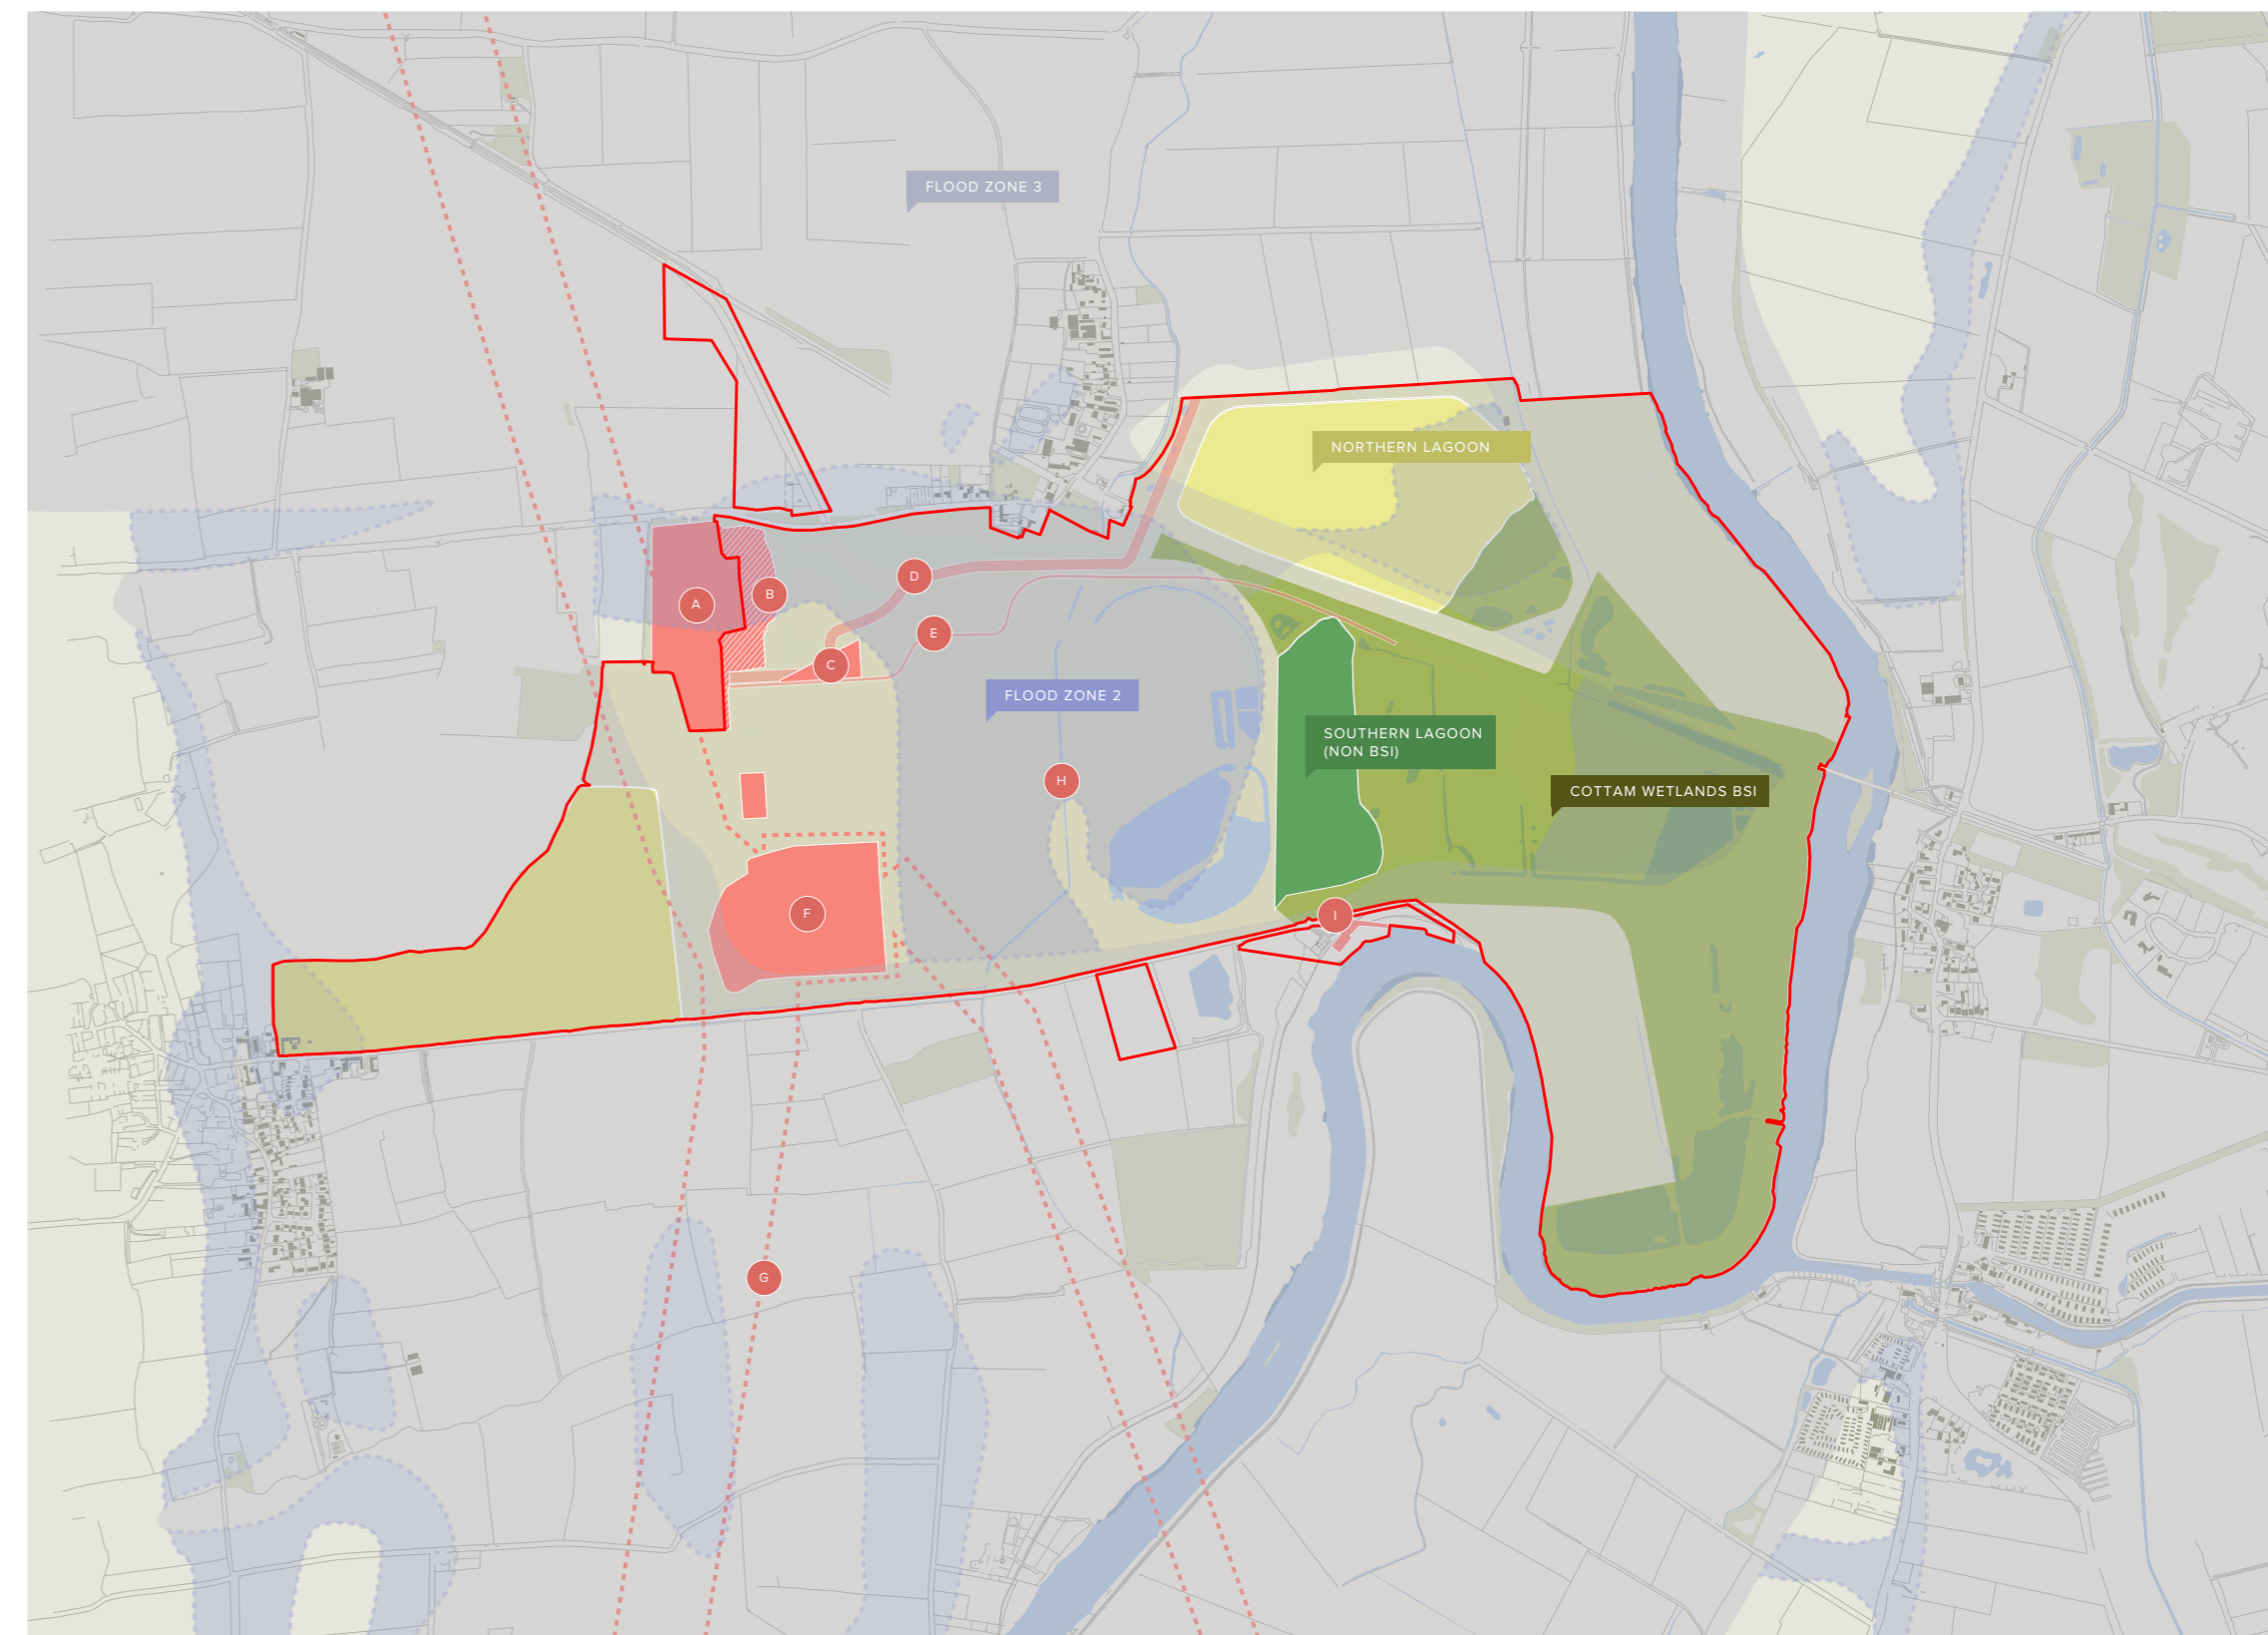 FLOOD ZONE 3
NORTHERN LAGOON
D
B
A
E
C
FLOOD ZONE 2
SOUTHERN LAGOON
(NON BSI)
H
COTTAM WETLANDS BSI
F
I
G